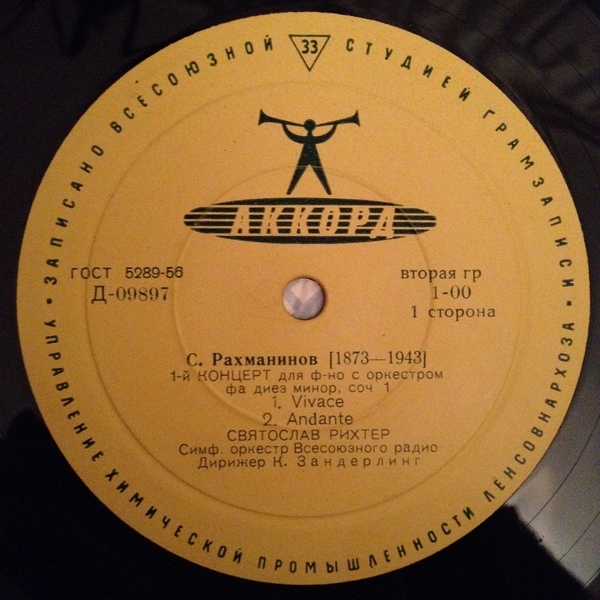 ЗАПИСАНО ВСЕСОЮЗНОЙ СТУДИЕЙ ГРАМЗАПИСИ
33
АККОРД
ГОСТ 5289-56
Д-09897
вторая гр
1-00
1 сторона
С. Рахманинов [1873—1943]
1-й КОНЦЕРТ для ф-но с оркестром
фа диез минор, соч 1
1. Vivace
2. Andante
СВЯТОСЛАВ РИХТЕР
Симф. оркестр Всесоюзного радио
Дирижер К. Зандерлинг
УПРАВЛЕНИЕ ХИМИЧЕСКОЙ ПРОМЫШЛЕННОСТИ ЛЕНСОВНАРХОЗА